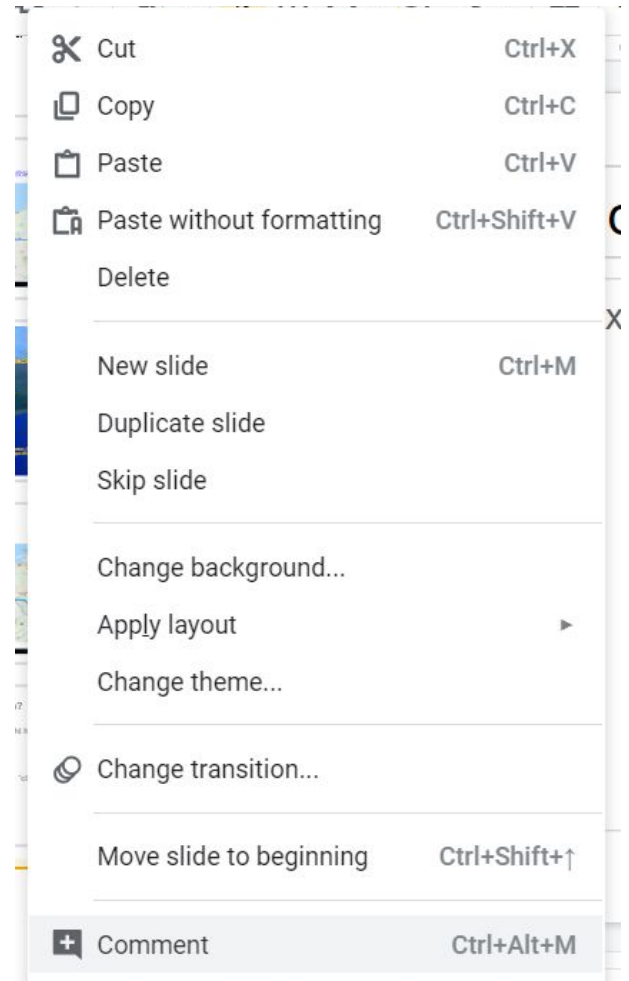 Cut Ctrl+X
Copy Ctrl+C
Paste Ctrl+V
Paste without formatting Ctrl+Shift+V
Delete
New slide Ctrl+M
Duplicate slide
Skip slide
Change background...
Apply layout ►
Change theme...
Change transition...
Move slide to beginning Ctrl+Shift+↑
Comment Ctrl+Alt+M